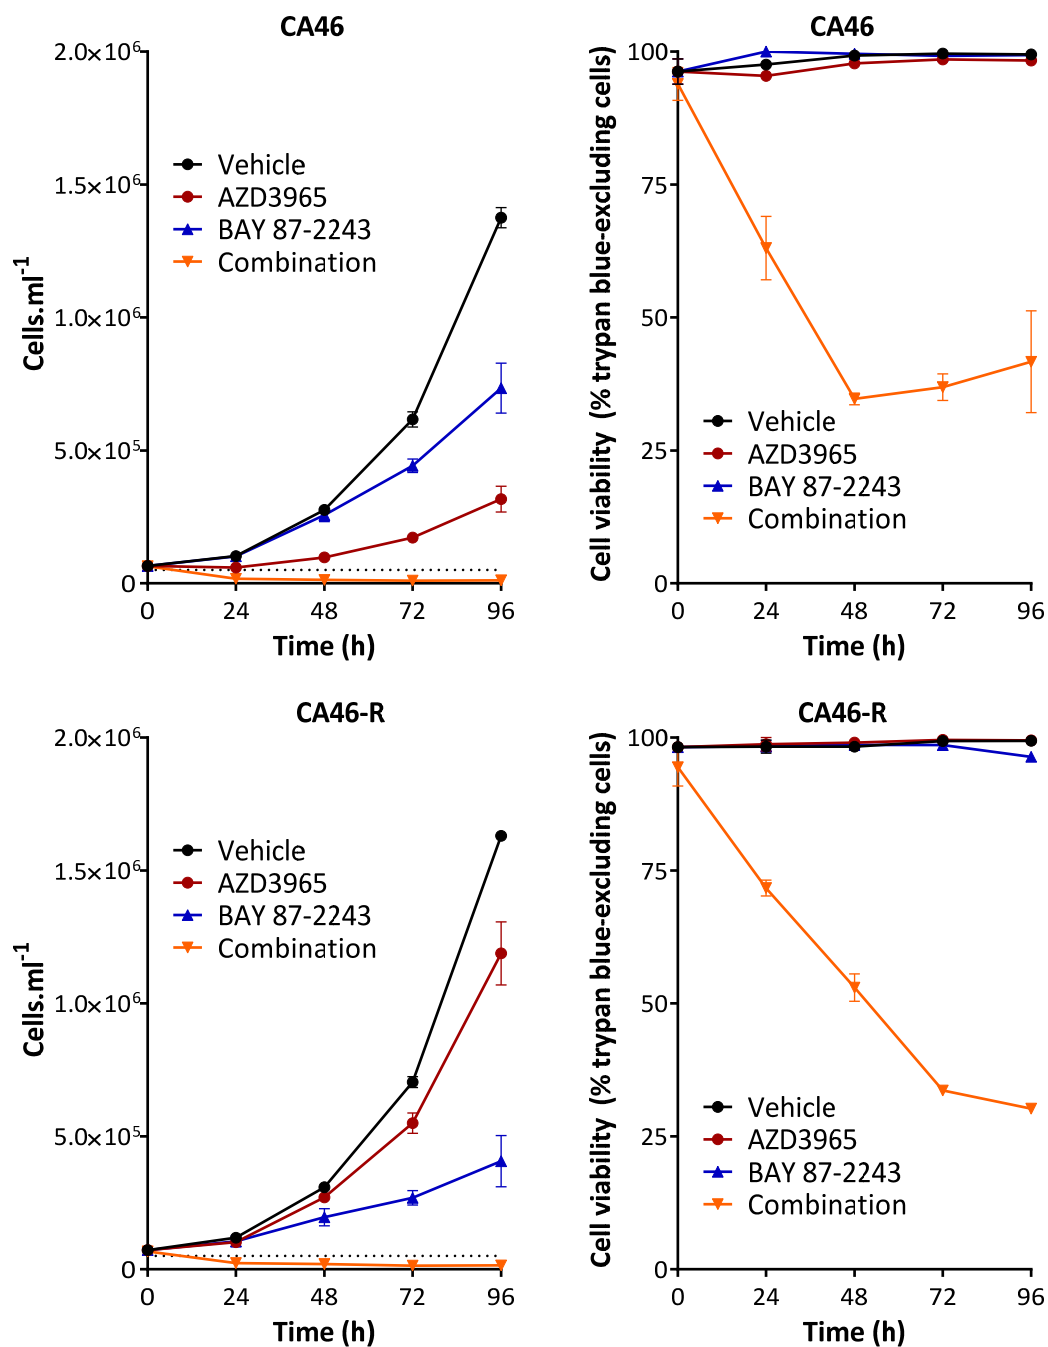 CA46
2.0×10⁶
1.5×10⁶
1.0×10⁶
5.0×10⁵
0
Cells.ml⁻¹
Vehicle
AZD3965
BAY 87-2243
Combination
0 24 48 72 96
Time (h)
CA46
100
75
50
25
0
Cell viability (% trypan blue-excluding cells)
Vehicle
AZD3965
BAY 87-2243
Combination
0 24 48 72 96
Time (h)
CA46-R
2.0×10⁶
1.5×10⁶
1.0×10⁶
5.0×10⁵
0
Cells.ml⁻¹
Vehicle
AZD3965
BAY 87-2243
Combination
0 24 48 72 96
Time (h)
CA46-R
100
75
50
25
0
Cell viability (% trypan blue-excluding cells)
Vehicle
AZD3965
BAY 87-2243
Combination
0 24 48 72 96
Time (h)